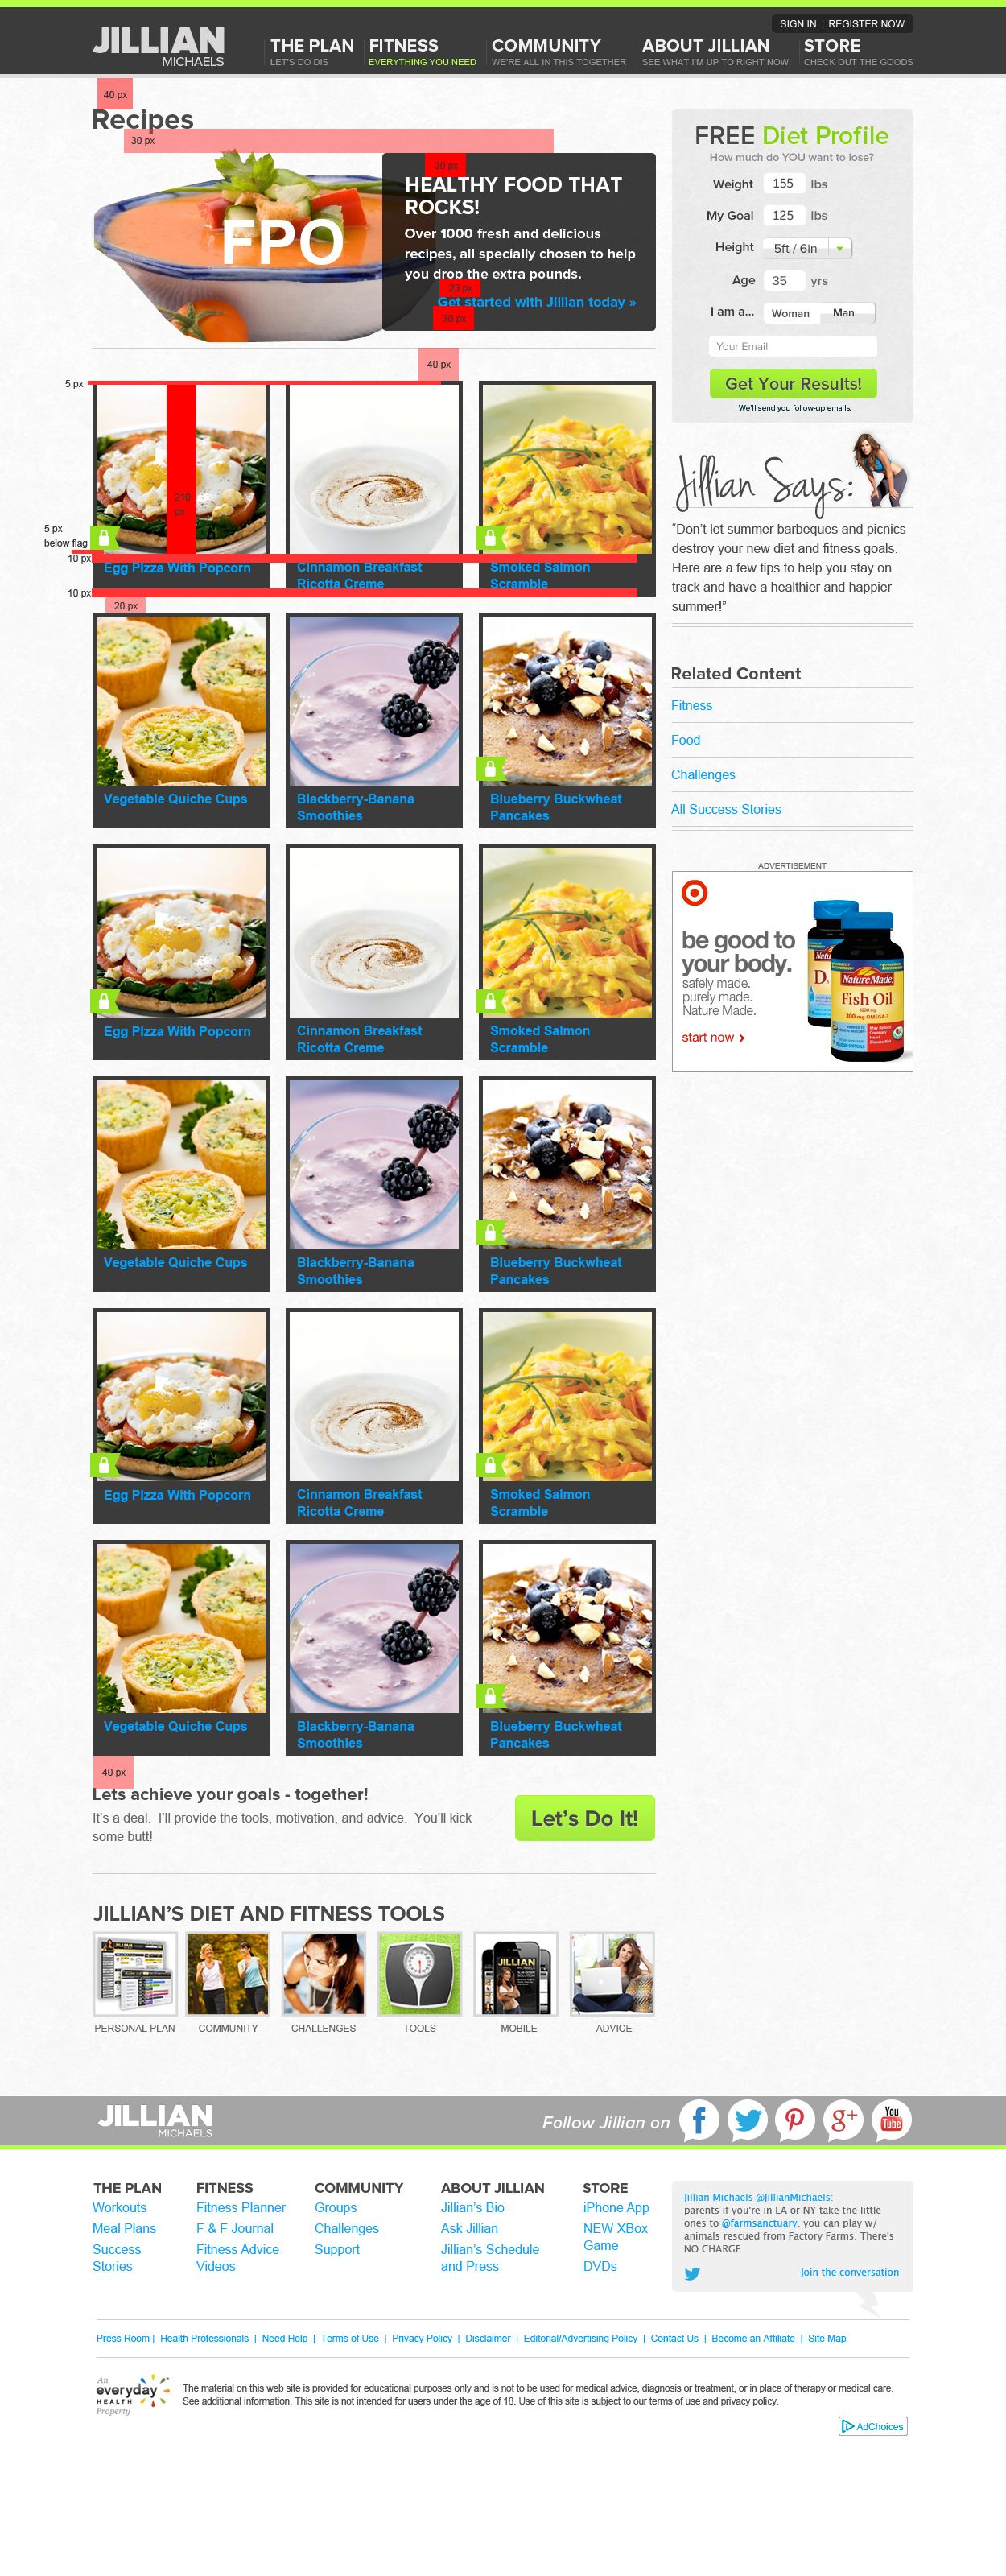 SIGN IN | REGISTER NOW
JILLIAN
MICHAELS
THE PLAN
LET'S DO DIS
FITNESS
EVERYTHING YOU NEED
COMMUNITY
WE'RE ALL IN THIS TOGETHER
ABOUT JILLIAN
SEE WHAT I'M UP TO RIGHT NOW
STORE
CHECK OUT THE GOODS
40 px
Recipes
30 px
FPO
30 px
HEALTHY FOOD THAT
ROCKS!
Over 1000 fresh and delicious
recipes, all specially chosen to help
you drop the extra pounds.
23 px
Get started with Jillian today »
30 px
40 px
5 px
210
px
5 px
below flag
10 px
Egg PIzza With Popcorn
Cinnamon Breakfast
Ricotta Creme
Smoked Salmon
Scramble
10 px
20 px
Vegetable Quiche Cups
Blackberry-Banana
Smoothies
Blueberry Buckwheat
Pancakes
Egg PIzza With Popcorn
Cinnamon Breakfast
Ricotta Creme
Smoked Salmon
Scramble
Vegetable Quiche Cups
Blackberry-Banana
Smoothies
Blueberry Buckwheat
Pancakes
Egg PIzza With Popcorn
Cinnamon Breakfast
Ricotta Creme
Smoked Salmon
Scramble
Vegetable Quiche Cups
Blackberry-Banana
Smoothies
Blueberry Buckwheat
Pancakes
40 px
Lets achieve your goals - together!
It's a deal.  I'll provide the tools, motivation, and advice.  You'll kick
some butt!
Let's Do It!
JILLIAN'S DIET AND FITNESS TOOLS
JILLIAN
PERSONAL PLAN
COMMUNITY
CHALLENGES
TOOLS
MOBILE
ADVICE
FREE Diet Profile
How much do YOU want to lose?
Weight 155 lbs
My Goal 125 lbs
Height 5ft / 6in
Age 35 yrs
I am a... Woman Man
Your Email
Get Your Results!
We'll send you follow-up emails.
Jillian Says:
“Don't let summer barbeques and picnics
destroy your new diet and fitness goals.
Here are a few tips to help you stay on
track and have a healthier and happier
summer!”
Related Content
Fitness
Food
Challenges
All Success Stories
ADVERTISEMENT
be good to
your body.
safely made.
purely made.
Nature Made.
start now ›
D3
Nature Made
Fish Oil
1000 mg
300 mg OMEGA-3
May Reduce
Coronary
Heart
Disease Risk
JILLIAN
MICHAELS
Follow Jillian on
f
g+
You
Tube
THE PLAN
Workouts
Meal Plans
Success
Stories
FITNESS
Fitness Planner
F & F Journal
Fitness Advice
Videos
COMMUNITY
Groups
Challenges
Support
ABOUT JILLIAN
Jillian's Bio
Ask Jillian
Jillian's Schedule
and Press
STORE
iPhone App
NEW XBox
Game
DVDs
Jillian Michaels @JillianMichaels:
parents if you're in LA or NY take the little
ones to @farmsanctuary. you can play w/
animals rescued from Factory Farms. There's
NO CHARGE
Join the conversation
Press Room | Health Professionals | Need Help | Terms of Use | Privacy Policy | Disclaimer | Editorial/Advertising Policy | Contact Us | Become an Affiliate | Site Map
An
everyday
HEALTH
Property
The material on this web site is provided for educational purposes only and is not to be used for medical advice, diagnosis or treatment, or in place of therapy or medical care.
See additional information. This site is not intended for users under the age of 18. Use of this site is subject to our terms of use and privacy policy.
AdChoices